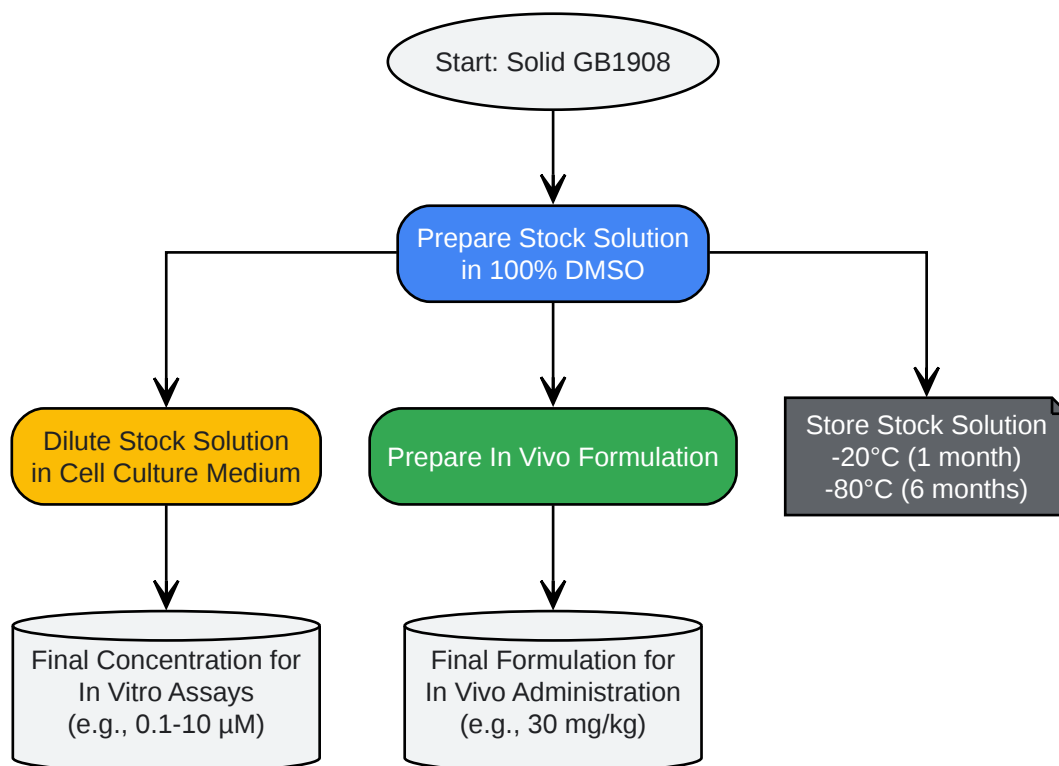 Start: Solid GB1908
Prepare Stock Solution
in 100% DMSO
Dilute Stock Solution
in Cell Culture Medium
Prepare In Vivo Formulation
Store Stock Solution
-20°C (1 month)
-80°C (6 months)
Final Concentration for
In Vitro Assays
(e.g., 0.1-10 µM)
Final Formulation for
In Vivo Administration
(e.g., 30 mg/kg)